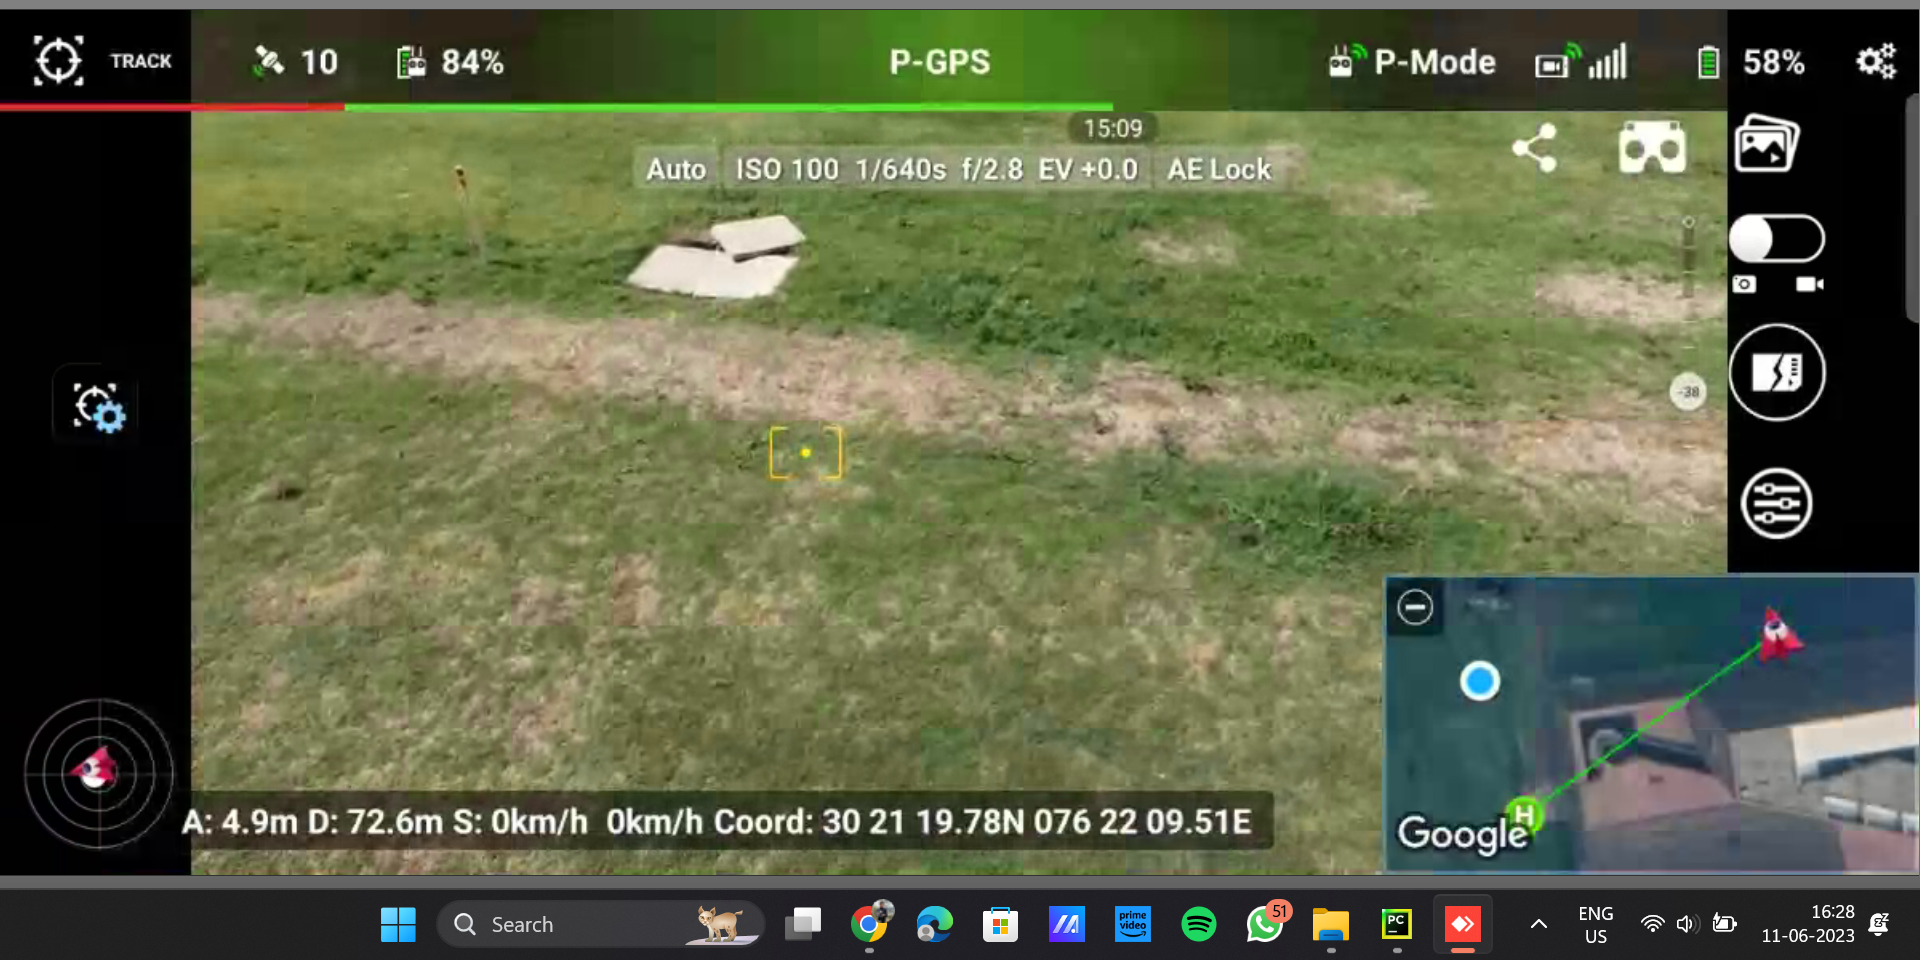 TRACK 10 84% P-GPS P-Mode 58%
15:09
Auto ISO 100 1/640s f/2.8 EV +0.0 AE Lock
-38
A: 4.9m D: 72.6m S: 0km/h 0km/h Coord: 30 21 19.78N 076 22 09.51E
H
Google
Search
prime video
51
PC
ENG
US
16:28
11-06-2023